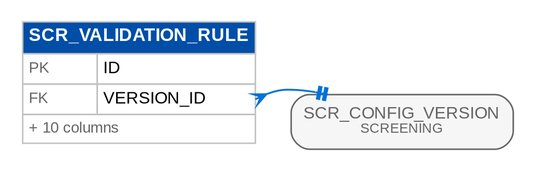 SCR_VALIDATION_RULE
PK ID
FK VERSION_ID
+ 10 columns
SCR_CONFIG_VERSION
SCREENING